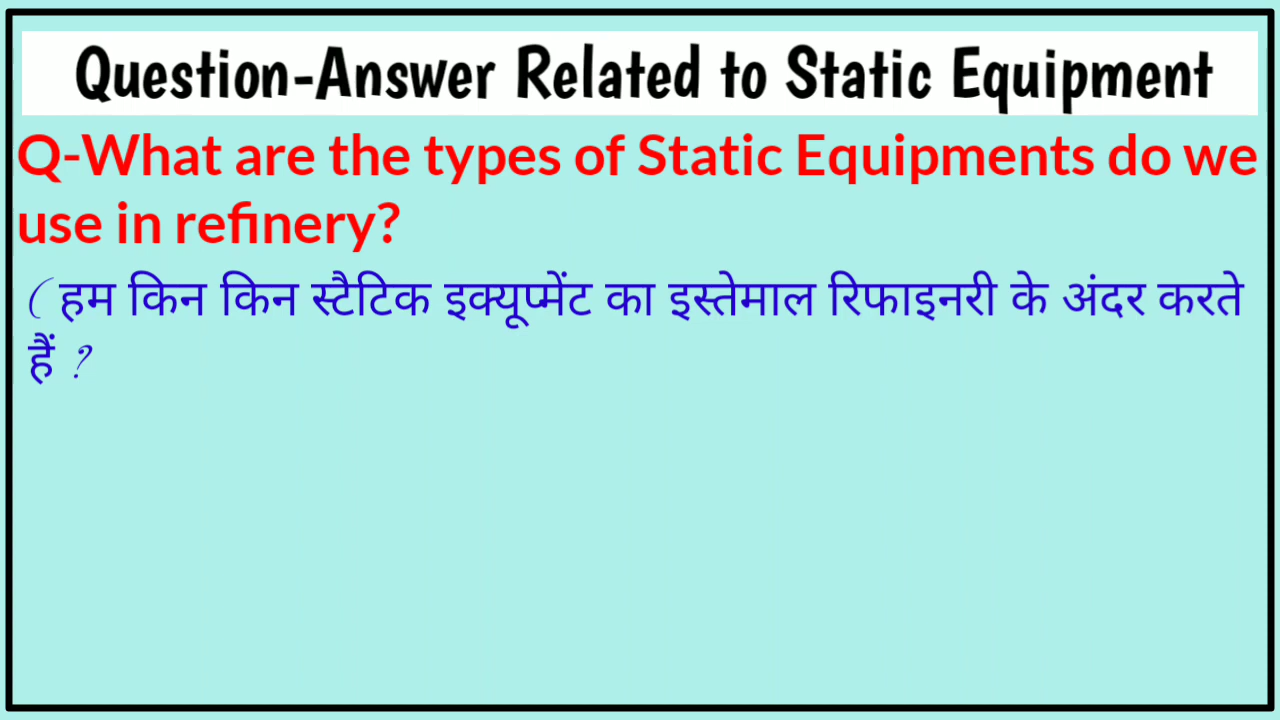 Question-Answer Related to Static Equipment
Q-What are the types of Static Equipments do we
use in refinery?
( हम किन किन स्टैटिक इक्यूप्मेंट का इस्तेमाल रिफाइनरी के अंदर करते
हैं ?